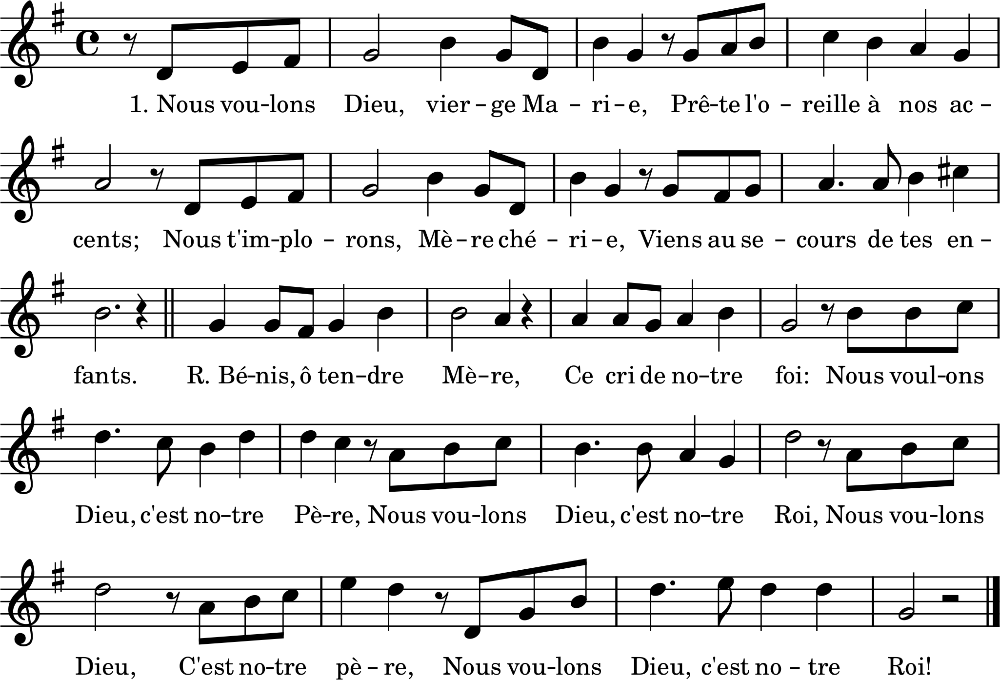 1. Nous vou-lons Dieu, vier-ge Ma-ri-e, Prê-te l'o-reille à nos ac-
cents; Nous t'im-plo-rons, Mè-re ché-ri-e, Viens au se-cours de tes en-
fants. R. Bé-nis, ô ten-dre Mè-re, Ce cri de no-tre foi: Nous voul-ons
Dieu, c'est no-tre Pè-re, Nous vou-lons Dieu, c'est no-tre Roi, Nous vou-lons
Dieu, C'est no-tre pè-re, Nous vou-lons Dieu, c'est no-tre Roi!